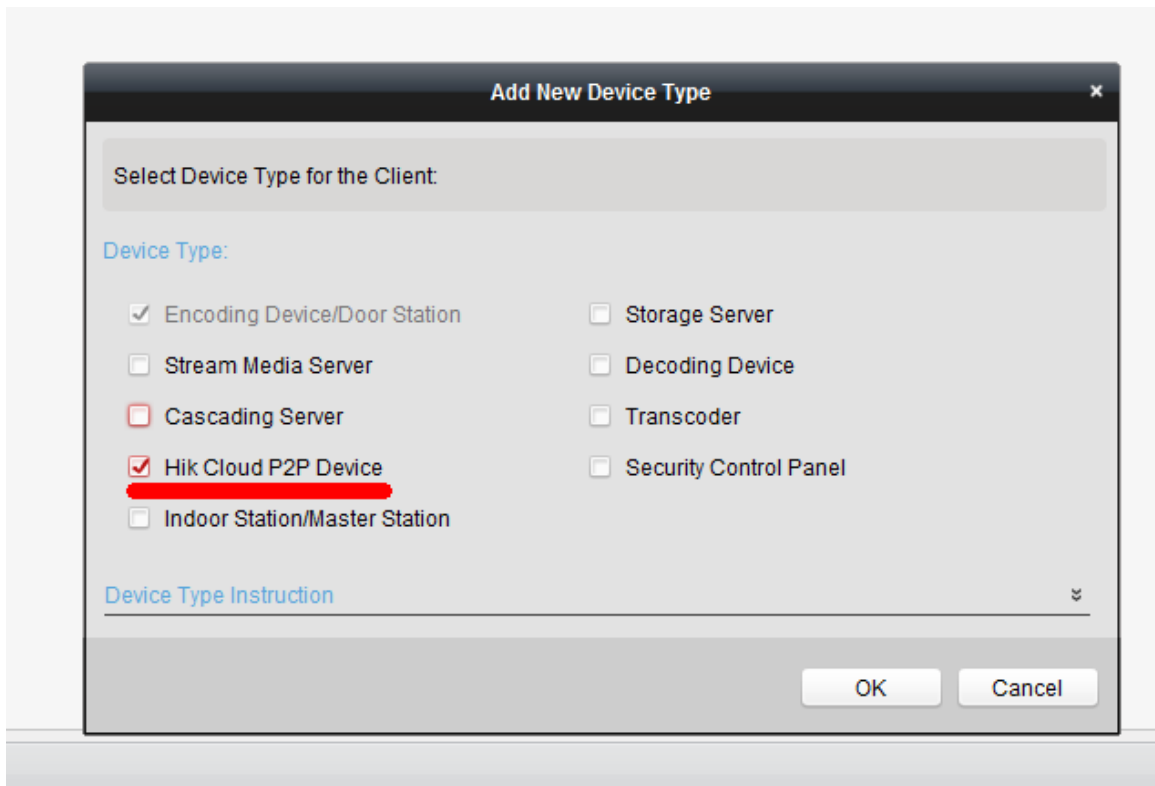 Add New Device Type
Select Device Type for the Client:
Device Type:
Encoding Device/Door Station
Storage Server
Stream Media Server
Decoding Device
Cascading Server
Transcoder
Hik Cloud P2P Device
Security Control Panel
Indoor Station/Master Station
Device Type Instruction
OK
Cancel